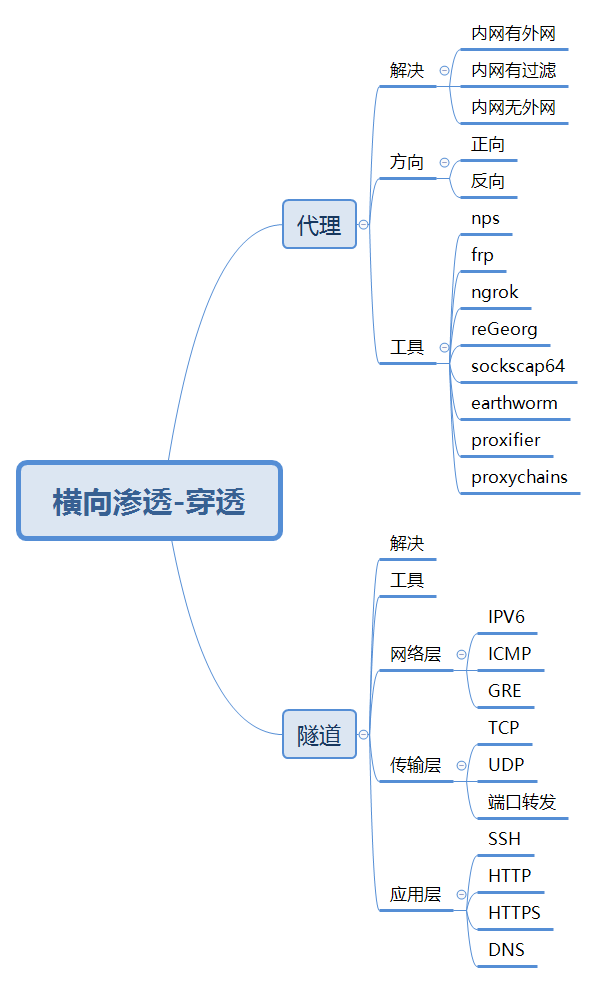 横向渗透-穿透
代理
解决
内网有外网
内网有过滤
内网无外网
方向
正向
反向
工具
nps
frp
ngrok
reGeorg
sockscap64
earthworm
proxifier
proxychains
隧道
解决
工具
网络层
IPV6
ICMP
GRE
传输层
TCP
UDP
端口转发
应用层
SSH
HTTP
HTTPS
DNS